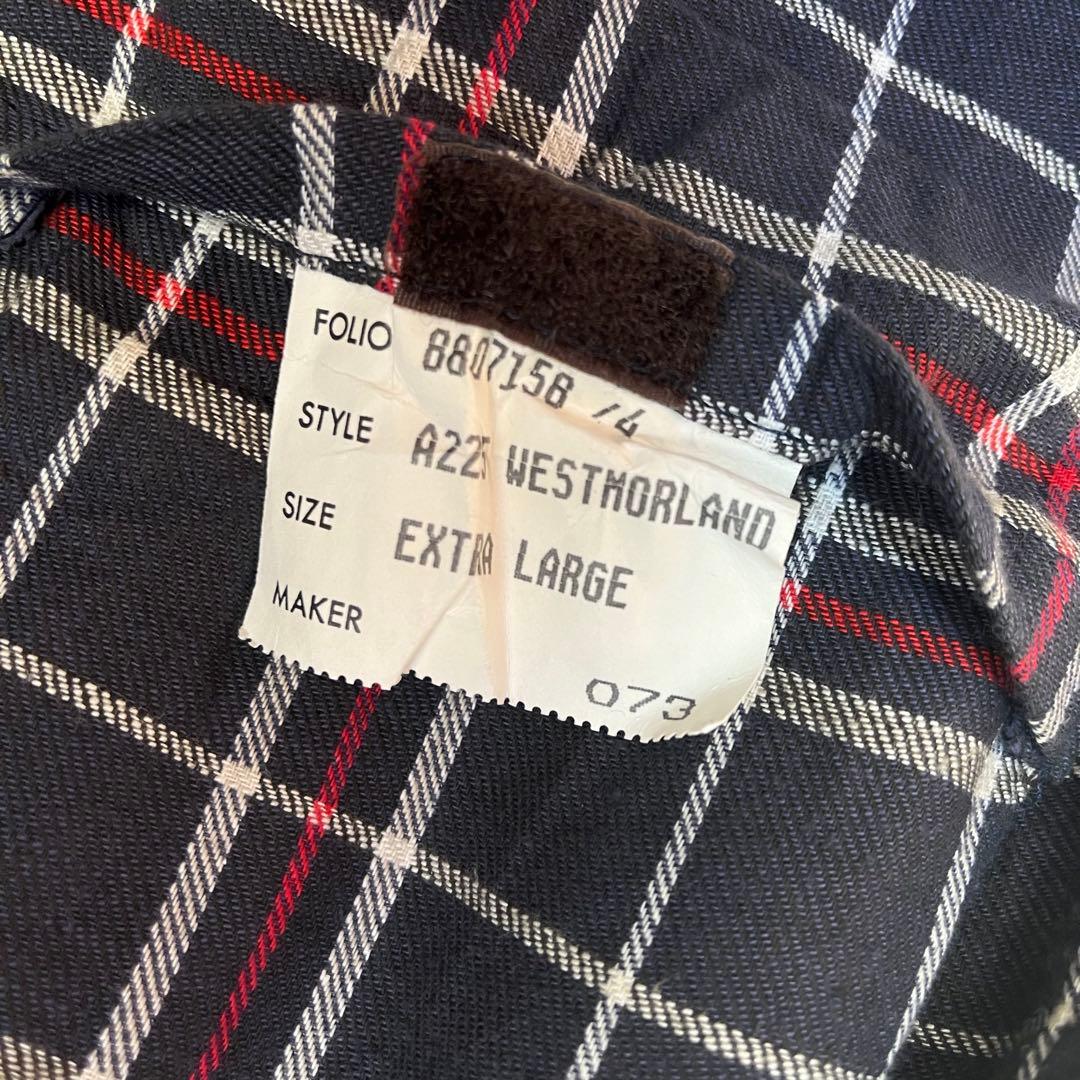 FOLIO 8807158 /4
STYLE A225 WESTMORLAND
SIZE EXTRA LARGE
MAKER
073